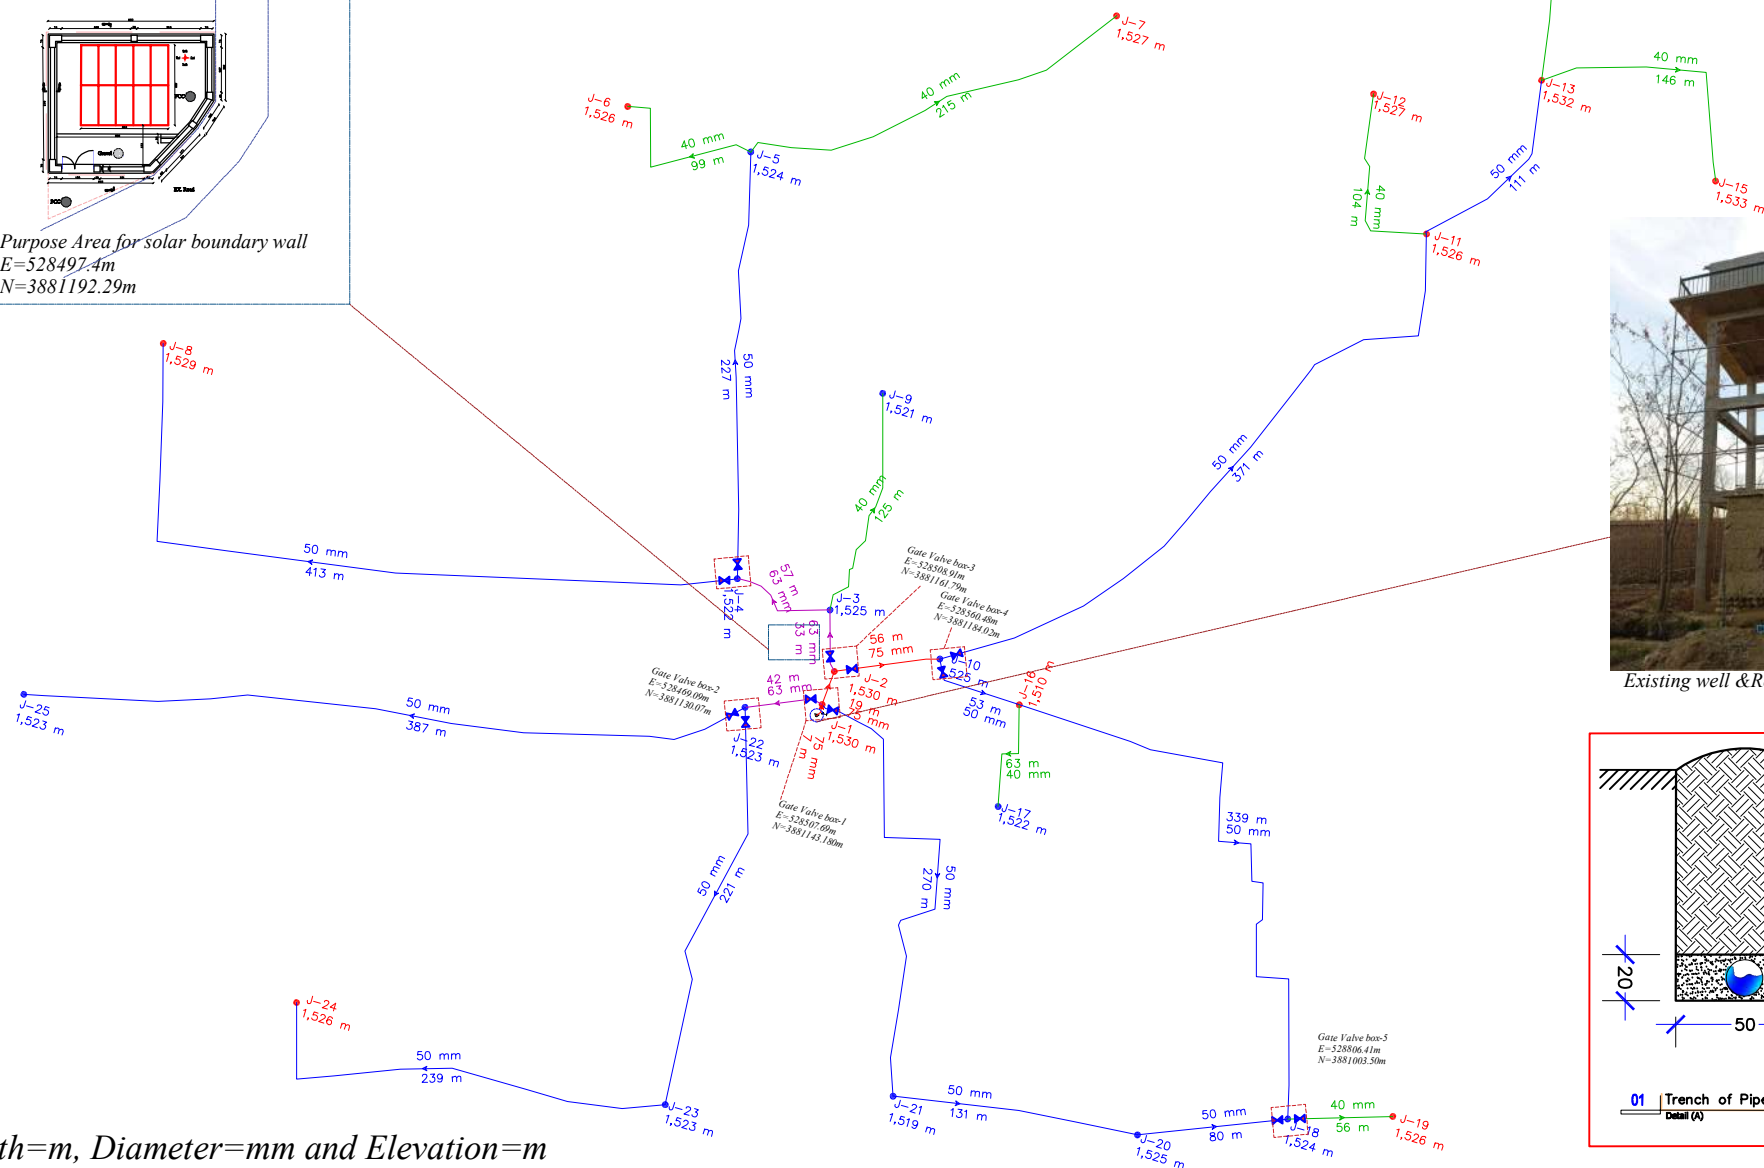 Purpose Area for solar boundary wall
E=528497.4m
N=3881192.29m
EX. Road
J-6
1,526 m
40 mm
99 m
J-5
1,524 m
40 mm
215 m
J-7
1,527 m
J-12
1,527 m
40 mm
104 m
J-13
1,532 m
40 mm
146 m
J-15
1,533 m
50 mm
111 m
J-11
1,526 m
J-8
1,529 m
50 mm
227 m
J-9
1,521 m
40 mm
125 m
50 mm
371 m
50 mm
413 m
J-4
1,522 m
57 m
63 mm
J-3
1,525 m
63 mm
33 m
Gate Valve box-3
E=528508.91m
N=3881161.79m
Gate Valve box-4
E=528560.48m
N=3881184.02m
56 m
75 mm
J-10
J-2
1,530 m
19 m
75 mm
J-1
1,530 m
75 mm
7 m
42 m
63 mm
Gate Valve box-2
E=528469.09m
N=3881130.07m
J-22
1,523 m
J-25
1,523 m
50 mm
387 m
53 m
50 mm
J-16
1,510 m
63 m
40 mm
J-17
1,522 m
Gate Valve box-1
E=528507.69m
N=3881143.180m
339 m
50 mm
50 mm
221 m
50 mm
270 m
J-24
1,526 m
50 mm
239 m
J-23
1,523 m
J-21
1,519 m
50 mm
131 m
J-20
1,525 m
50 mm
80 m
J-18
1,524 m
40 mm
56 m
J-19
1,526 m
Gate Valve box-5
E=528806.41m
N=3881003.50m
Existing well &R
20
50
01 Trench of Pipe
Detail (A)
th=m, Diameter=mm and Elevation=m